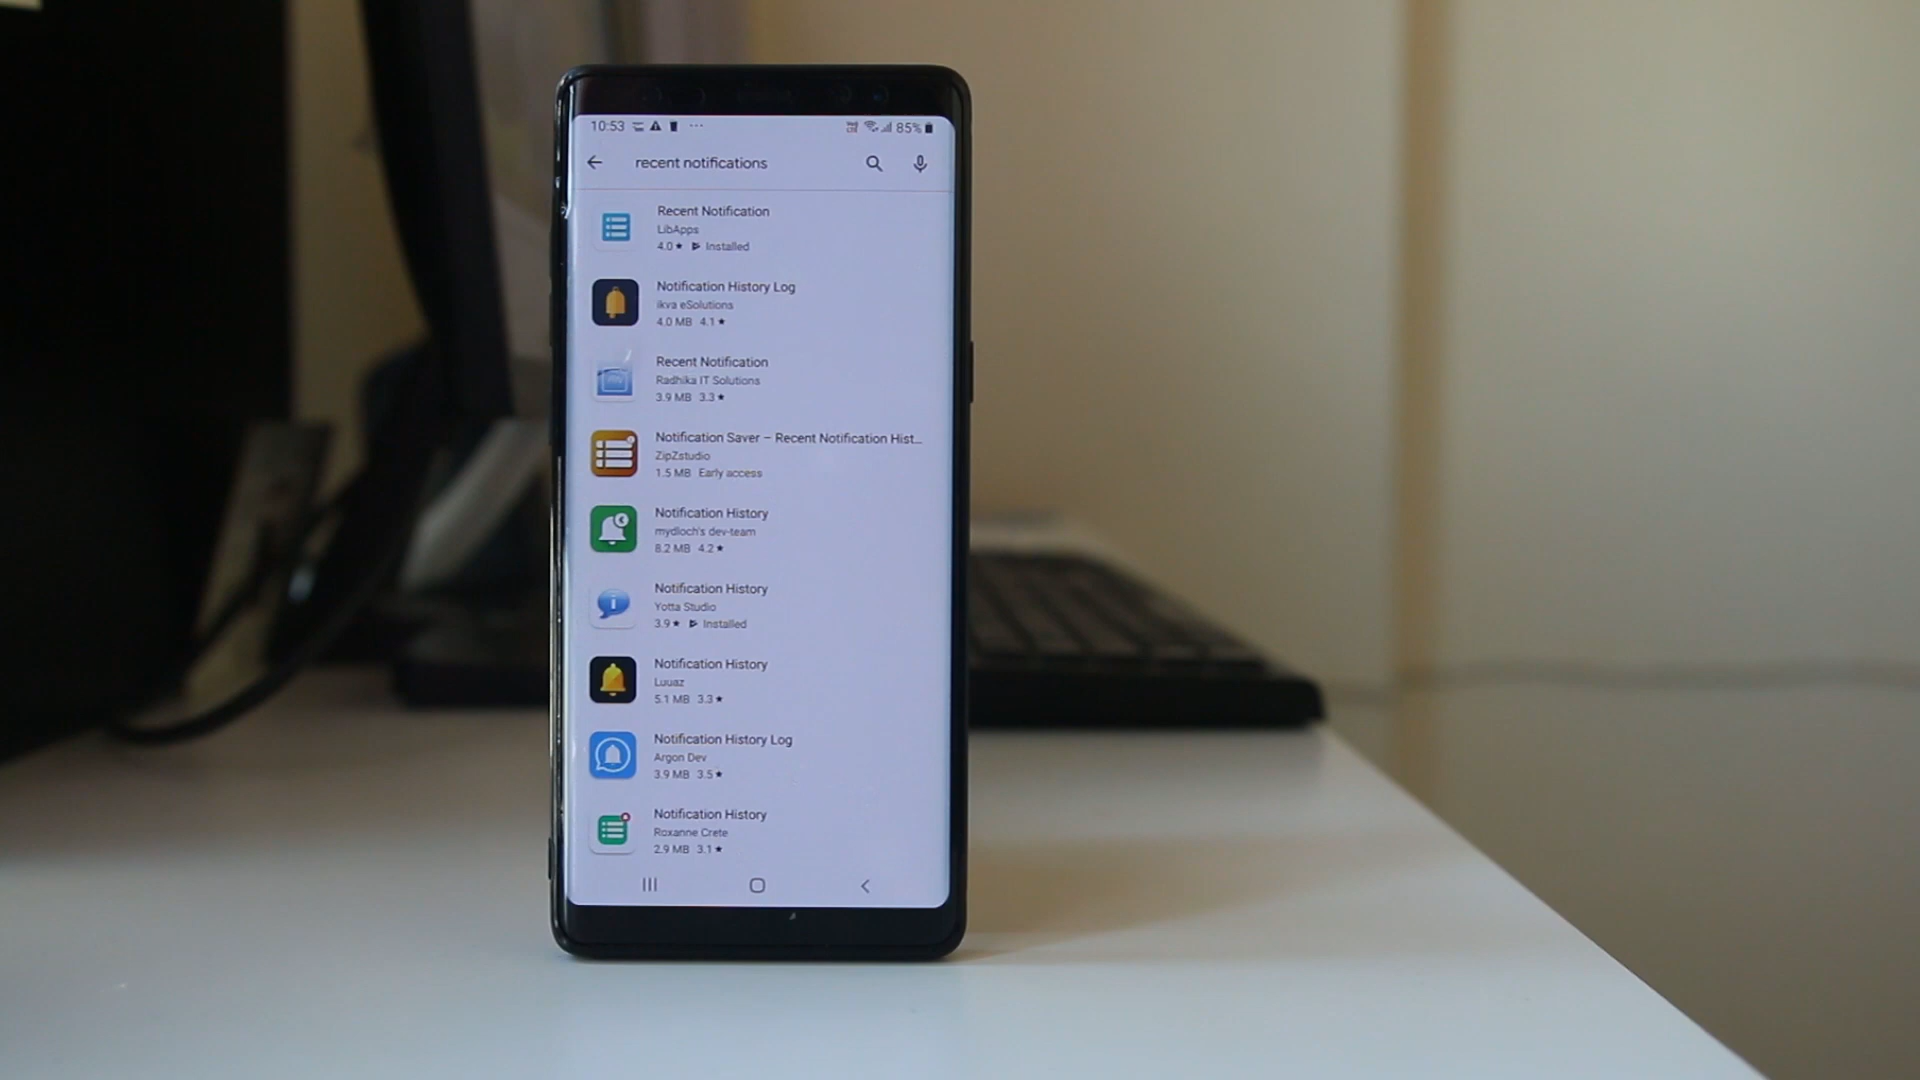 10:53 ... 85%
recent notifications
Recent Notification
LibApps
4.0★ Installed
Notification History Log
ikva eSolutions
4.0 MB 4.1★
Recent Notification
Radhika IT Solutions
3.9 MB 3.3★
Notification Saver – Recent Notification Hist...
ZipZstudio
1.5 MB Early access
Notification History
mydloch's dev-team
8.2 MB 4.2★
Notification History
Yotta Studio
3.9★ Installed
Notification History
Luuaz
5.1 MB 3.3★
Notification History Log
Argon Dev
3.9 MB 3.5★
Notification History
Roxanne Crete
2.9 MB 3.1★